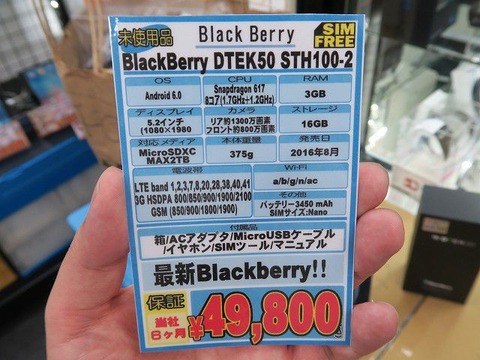 未使用品
Black Berry
SIM
FREE
BlackBerry DTEK50 STH100-2
OS
CPU
RAM
Android 6.0
Snapdragon 617
8コア(1.7GHz+1.2GHz)
3GB
ディスプレイ
カメラ
ストレージ
5.2インチ
(1080×1980
リア約1300万画素
フロント約800万画素
16GB
対応メディア
本体重量
発売日
MicroSDXC
MAX2TB
375g
2016年8月
電波帯
Wi-Fi
LTE band 1,2,3,7,8,20,28,38,40,41
3G HSDPA 800/850/900/1900/2100
GSM (850/900/1800/1900)
a/b/g/n/ac
その他
バッテリー3450 mAh
SIMサイズ:Nano
付属品
箱/ACアダプタ/MicroUSBケーブル
/イヤホン/SIMツール/マニュアル
最新Blackberry!!
保証
当社
6ヶ月
¥49,800